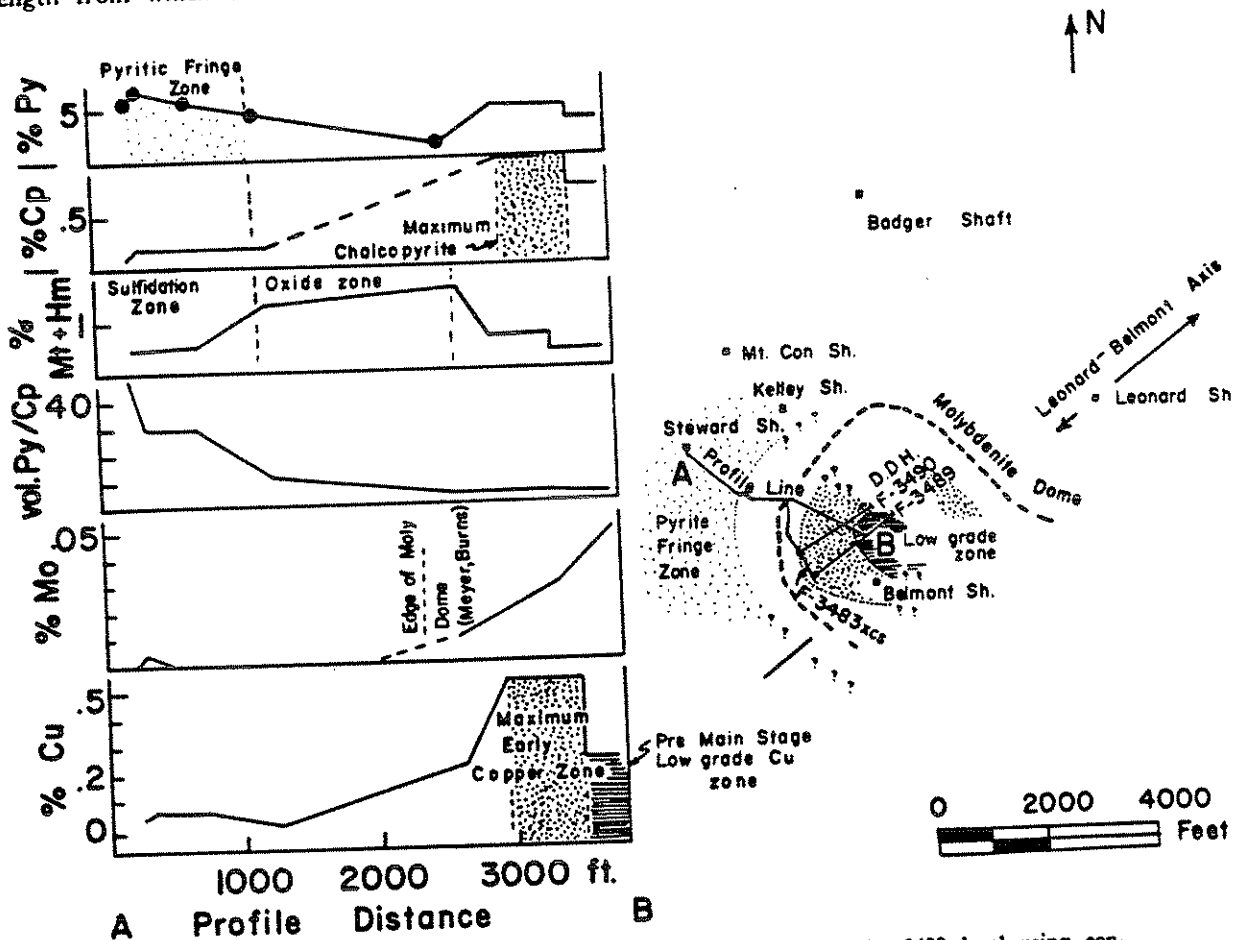 ength from
N
Pyritic Fringe
Zone
% Py
5
% Cp
.5
Maximum
Chalcopyrite
% Mt + Hm
1
Sulfidation
Zone
Oxide zone
vol. Py/Cp
40
% Mo
.05
Edge of Moly
Dome
(Meyer, Burns)
% Cu
.5
.2
0
Maximum
Early
Copper Zone
Pre Main Stage
Low grade Cu
zone
1000 2000 3000 ft.
A Profile Distance B
Badger Shaft
Leonard-Belmont Axis
Mt. Con Sh.
Leonard Sh
Kelley Sh.
Steward Sh.
Molybdenite Dome
A
Profile Line
D.D.H.
F-3490
F-3489
Pyrite
Fringe
Zone
B
Low grade
zone
Belmont Sh.
F-3483xcs
? ? ? ?
0 2000 4000
Feet